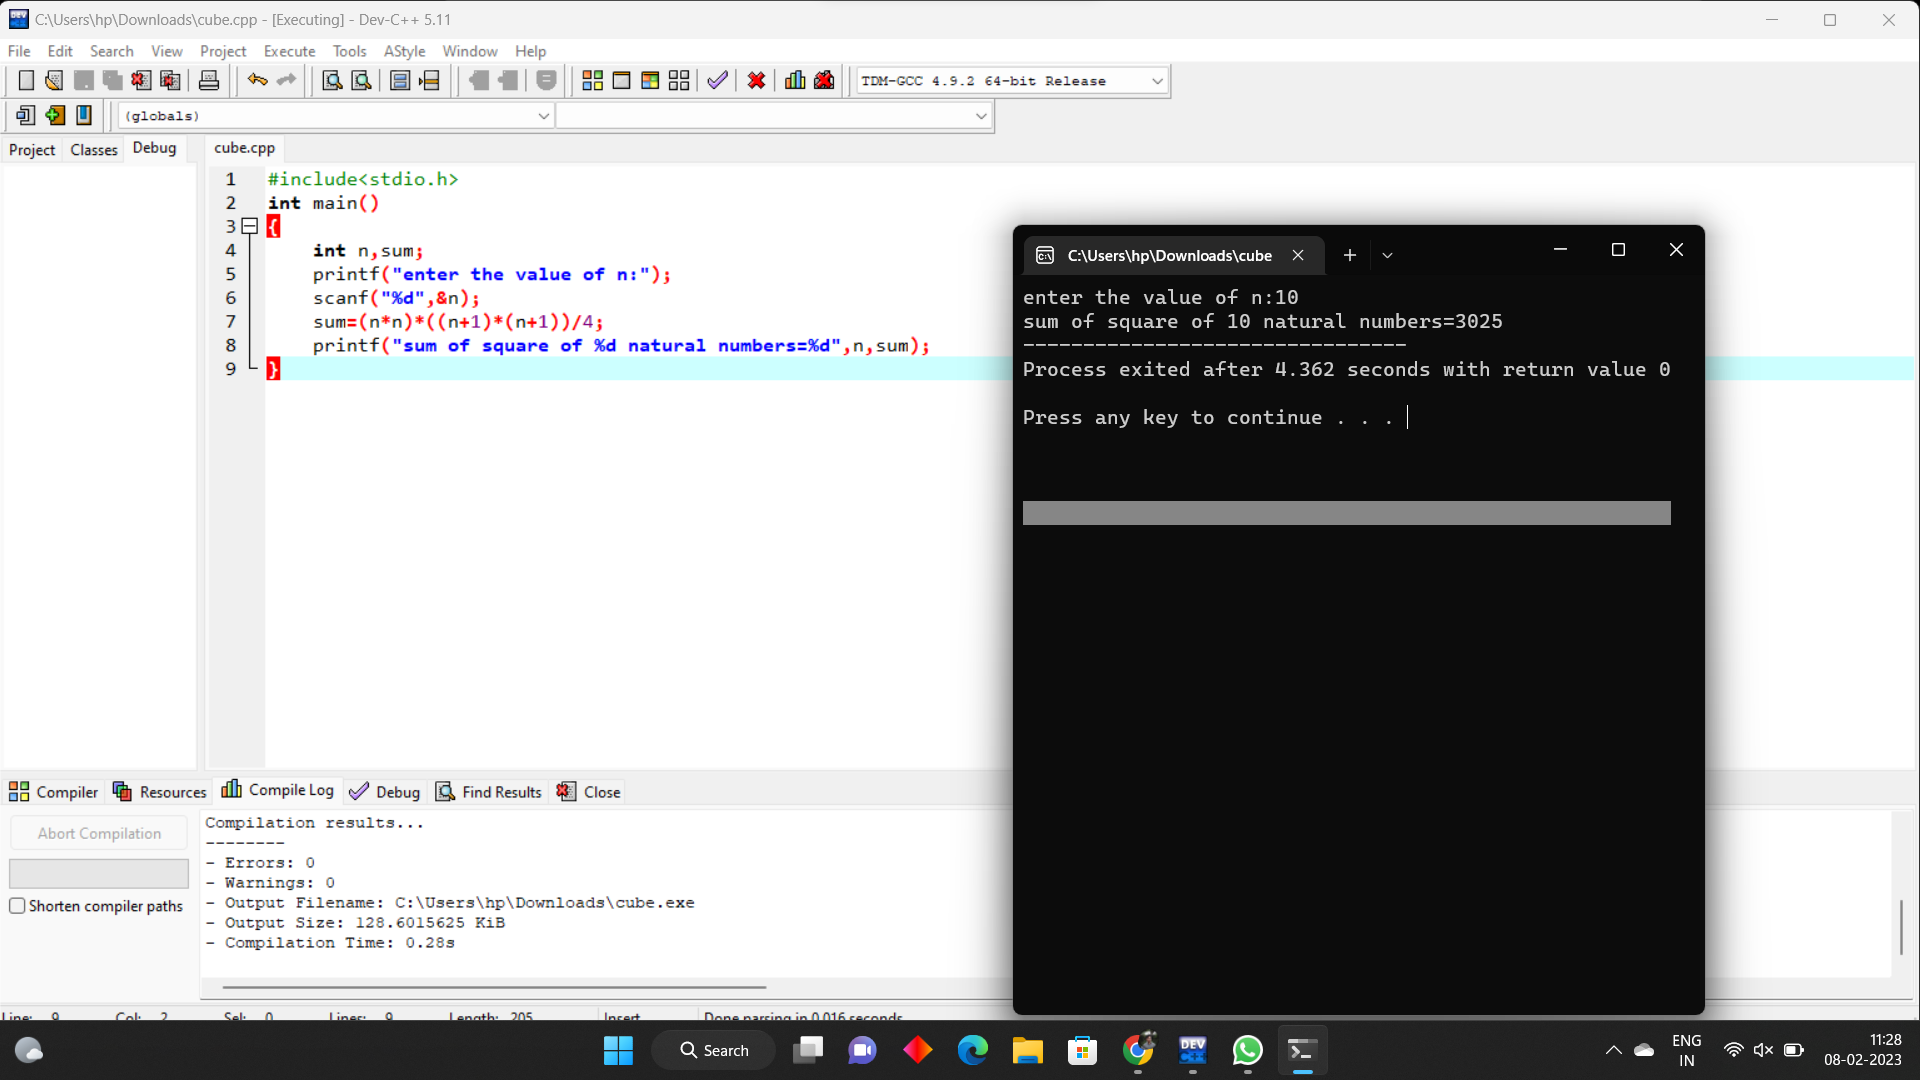 C:\Users\hp\Downloads\cube.cpp - [Executing] - Dev-C++ 5.11
File Edit Search View Project Execute Tools AStyle Window Help
TDM-GCC 4.9.2 64-bit Release
(globals)
Project Classes Debug
cube.cpp
1 #include<stdio.h>
2 int main()
3 {
4 int n,sum;
5 printf("enter the value of n:");
6 scanf("%d",&n);
7 sum=(n*n)*((n+1)*(n+1))/4;
8 printf("sum of square of %d natural numbers=%d",n,sum);
9 }
C:\Users\hp\Downloads\cube
enter the value of n:10
sum of square of 10 natural numbers=3025
--------------------------------
Process exited after 4.362 seconds with return value 0
Press any key to continue . . .
Compiler Resources Compile Log Debug Find Results Close
Abort Compilation
Shorten compiler paths
Compilation results...
--------
- Errors: 0
- Warnings: 0
- Output Filename: C:\Users\hp\Downloads\cube.exe
- Output Size: 128.6015625 KiB
- Compilation Time: 0.28s
Line: 9 Col: 2 Sel: 0 Lines: 9 Length: 205 Insert Done parsing in 0.016 seconds
Search
DEV C++
ENG
IN
11:28
08-02-2023